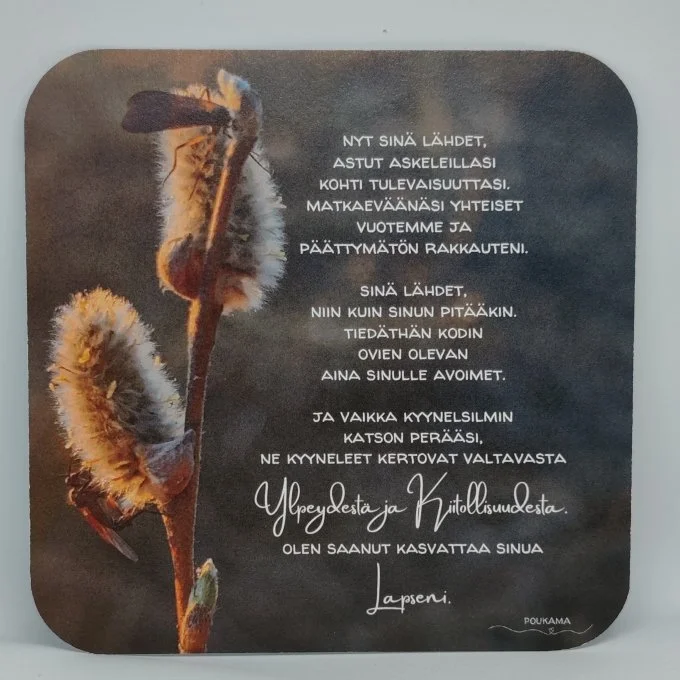 NYT SINÄ LÄHDET,
ASTUT ASKELEILLASI
KOHTI TULEVAISUUTTASI.
MATKAEVÄÄNÄSI YHTEISET
VUOTEMME JA
PÄÄTTYMÄTÖN RAKKAUTENI.
SINÄ LÄHDET,
NIIN KUIN SINUN PITÄÄKIN.
TIEDÄTHÄN KODIN
OVIEN OLEVAN
AINA SINULLE AVOIMET.
JA VAIKKA KYYNELSILMIN
KATSON PERÄÄSI,
NE KYYNELEET KERTOVAT VALTAVASTA
Ylpeydestä ja Kiitollisuudesta.
OLEN SAANUT KASVATTAA SINUA
Lapseni.
POUKAMA